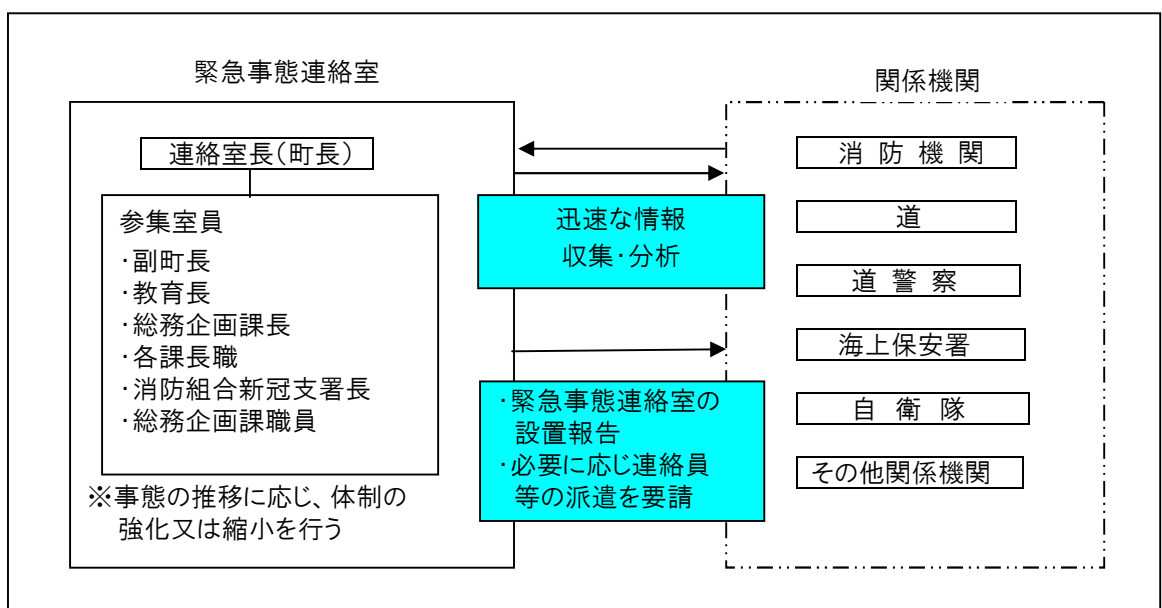 緊急事態連絡室
連絡室長(町長)
参集室員
・副町長
・教育長
・総務企画課長
・各課長職
・消防組合新冠支署長
・総務企画課職員
※事態の推移に応じ、体制の
強化又は縮小を行う
迅速な情報
収集・分析
・緊急事態連絡室の
設置報告
・必要に応じ連絡員
等の派遣を要請
関係機関
消 防 機 関
道
道 警 察
海上保安署
自 衛 隊
その他関係機関